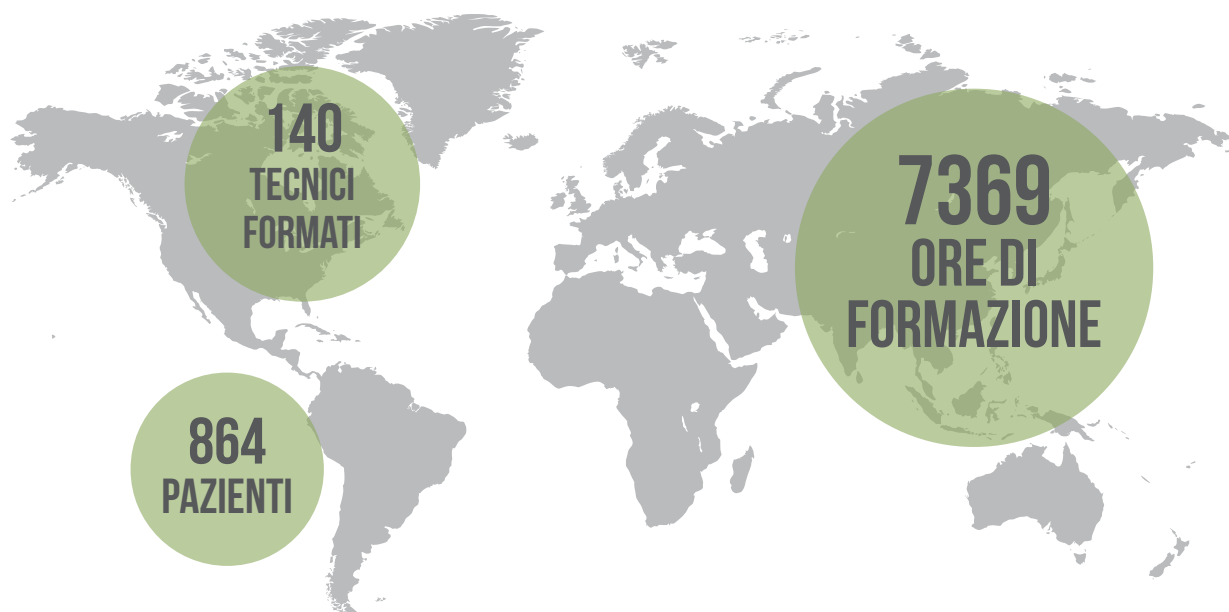 140
TECNICI
FORMATI
7369
ORE DI
FORMAZIONE
864
PAZIENTI